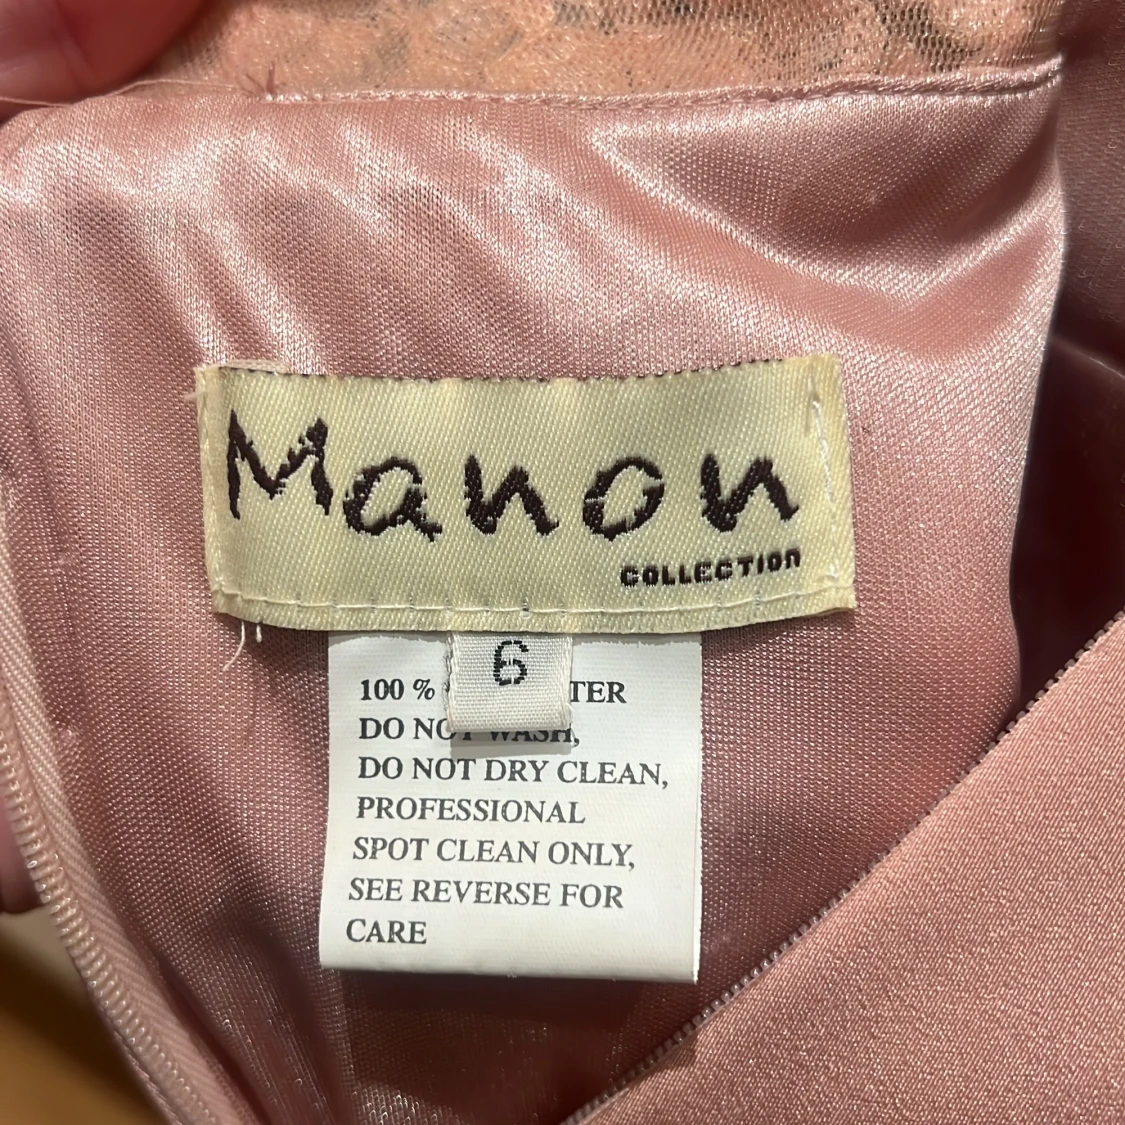 Manon
COLLECTION
6
100 % TER
DO NOT WASH,
DO NOT DRY CLEAN,
PROFESSIONAL
SPOT CLEAN ONLY,
SEE REVERSE FOR
CARE